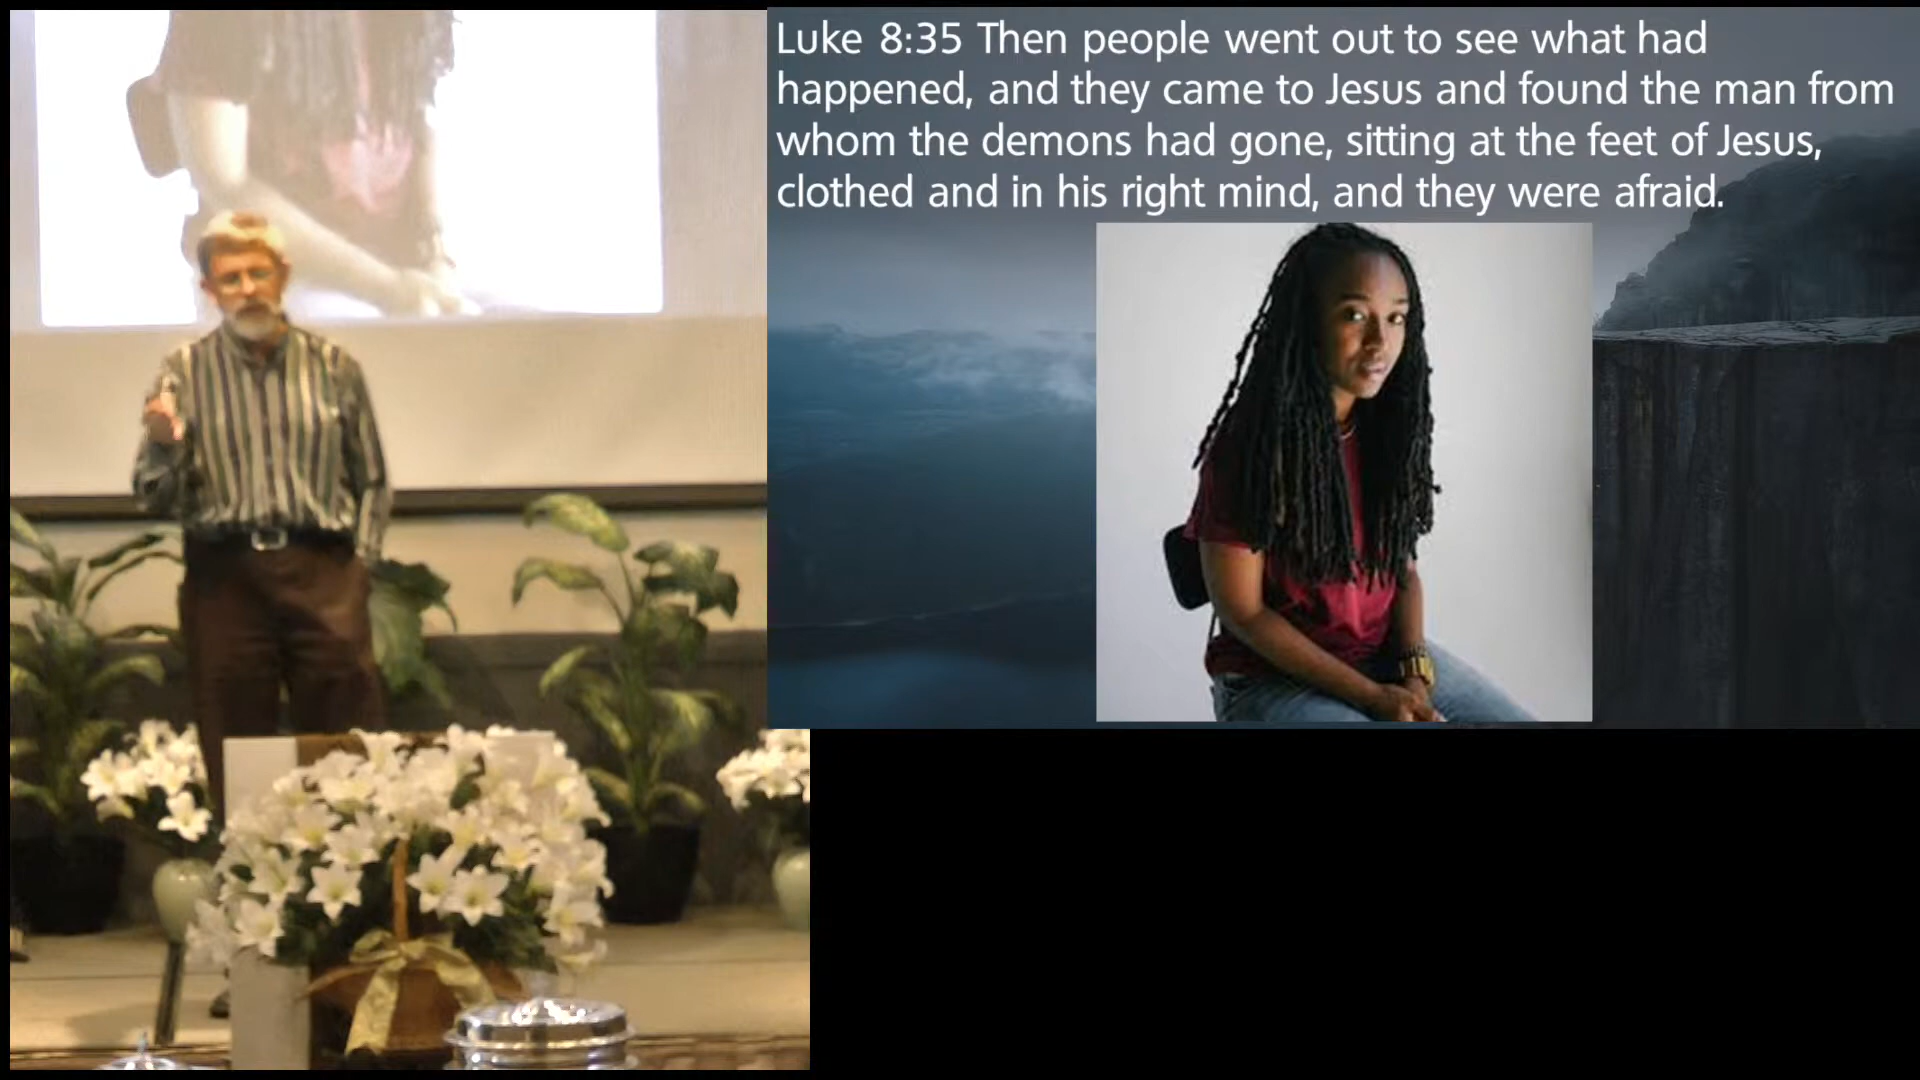 Luke 8:35 Then people went out to see what had
happened, and they came to Jesus and found the man from
whom the demons had gone, sitting at the feet of Jesus,
clothed and in his right mind, and they were afraid.